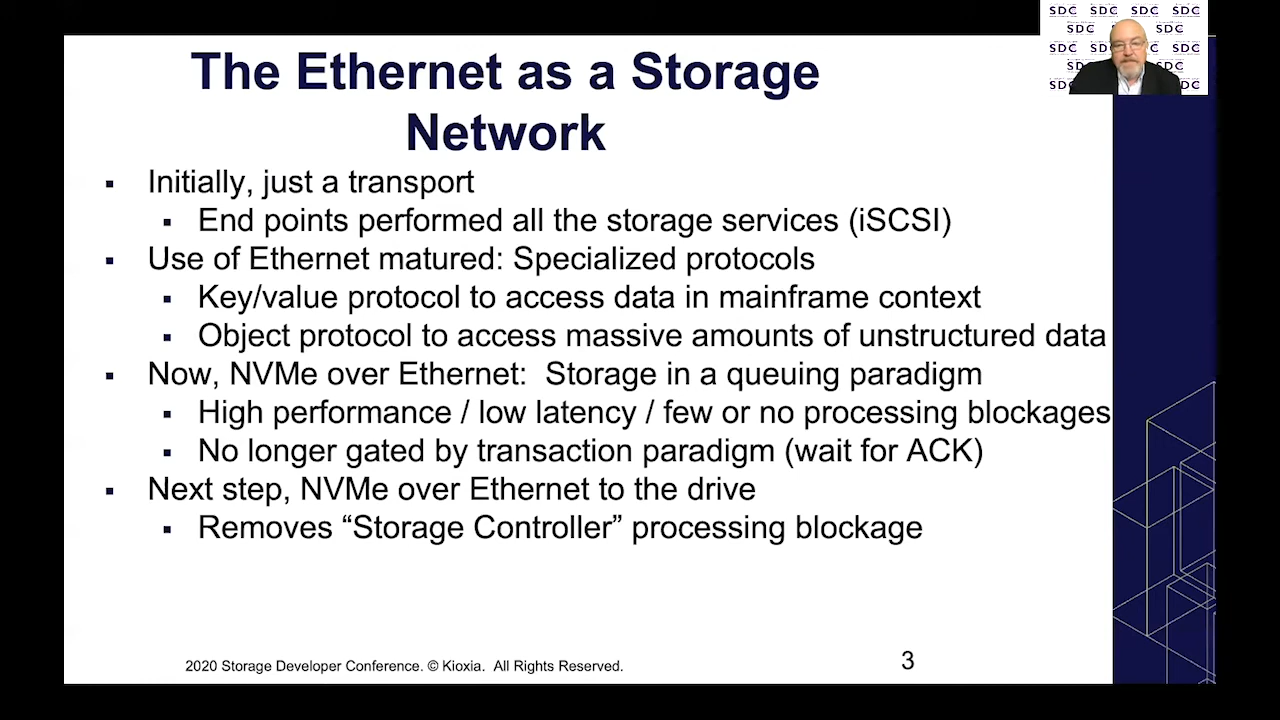 SDC SDC SDC SDC
SDC SDC
SDC SDC SDC
SDC
SDC SDC
The Ethernet as a Storage
Network
▪ Initially, just a transport
▪ End points performed all the storage services (iSCSI)
▪ Use of Ethernet matured: Specialized protocols
▪ Key/value protocol to access data in mainframe context
▪ Object protocol to access massive amounts of unstructured data
▪ Now, NVMe over Ethernet: Storage in a queuing paradigm
▪ High performance / low latency / few or no processing blockages
▪ No longer gated by transaction paradigm (wait for ACK)
▪ Next step, NVMe over Ethernet to the drive
▪ Removes “Storage Controller” processing blockage
2020 Storage Developer Conference. © Kioxia. All Rights Reserved.
3